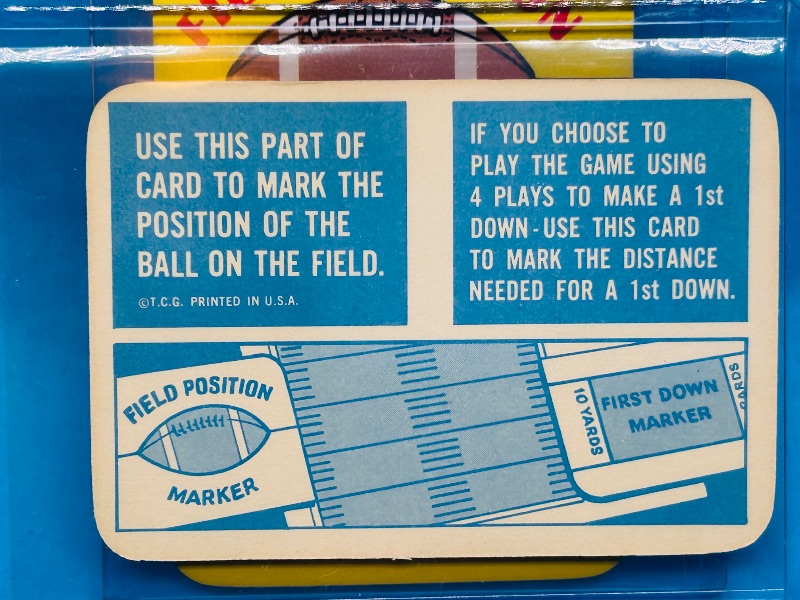 USE THIS PART OF
CARD TO MARK THE
POSITION OF THE
BALL ON THE FIELD.
©T.C.G. PRINTED IN U.S.A.
IF YOU CHOOSE TO
PLAY THE GAME USING
4 PLAYS TO MAKE A 1st
DOWN-USE THIS CARD
TO MARK THE DISTANCE
NEEDED FOR A 1st DOWN.
FIELD POSITION
MARKER
10 YARDS
FIRST DOWN
MARKER